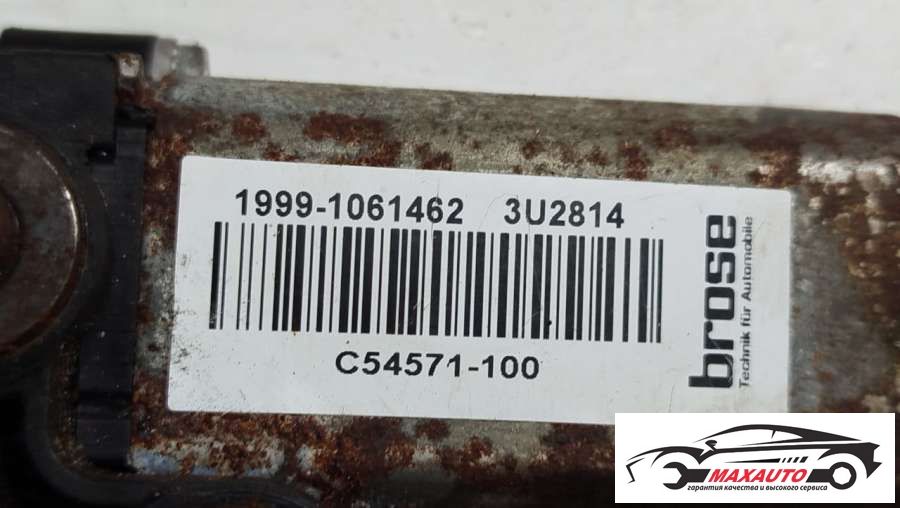 1999-1061462 3U2814
C54571-100
brose
Technik für Automobile
MAXAUTO
гарантия качества и высокого сервиса